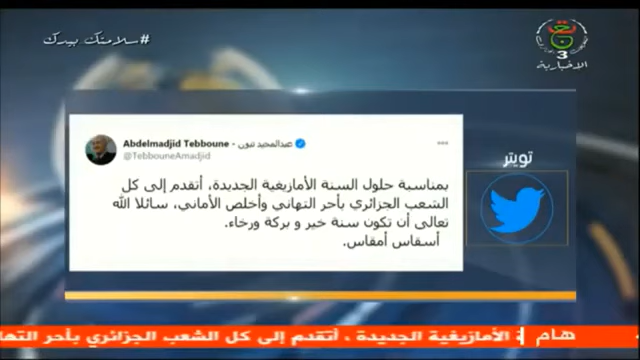 #سلامتك بيدك
3
الإخبارية
Abdelmadjid Tebboune - عبدالمجيد تبون
@TebbouneAmadjid
تويتر
بمناسبة حلول السنة الأمازيغية الجديدة، أتقدم إلى كل
الشعب الجزائري بأحر التهاني وأخلص الأماني، سائلا الله
تعالى أن تكون سنة خير و بركة ورخاء.
أسقاس أمقاس.
هام
ة الأمازيغية الجديدة ، أتقدم إلى كل الشعب الجزائري بأحر التها